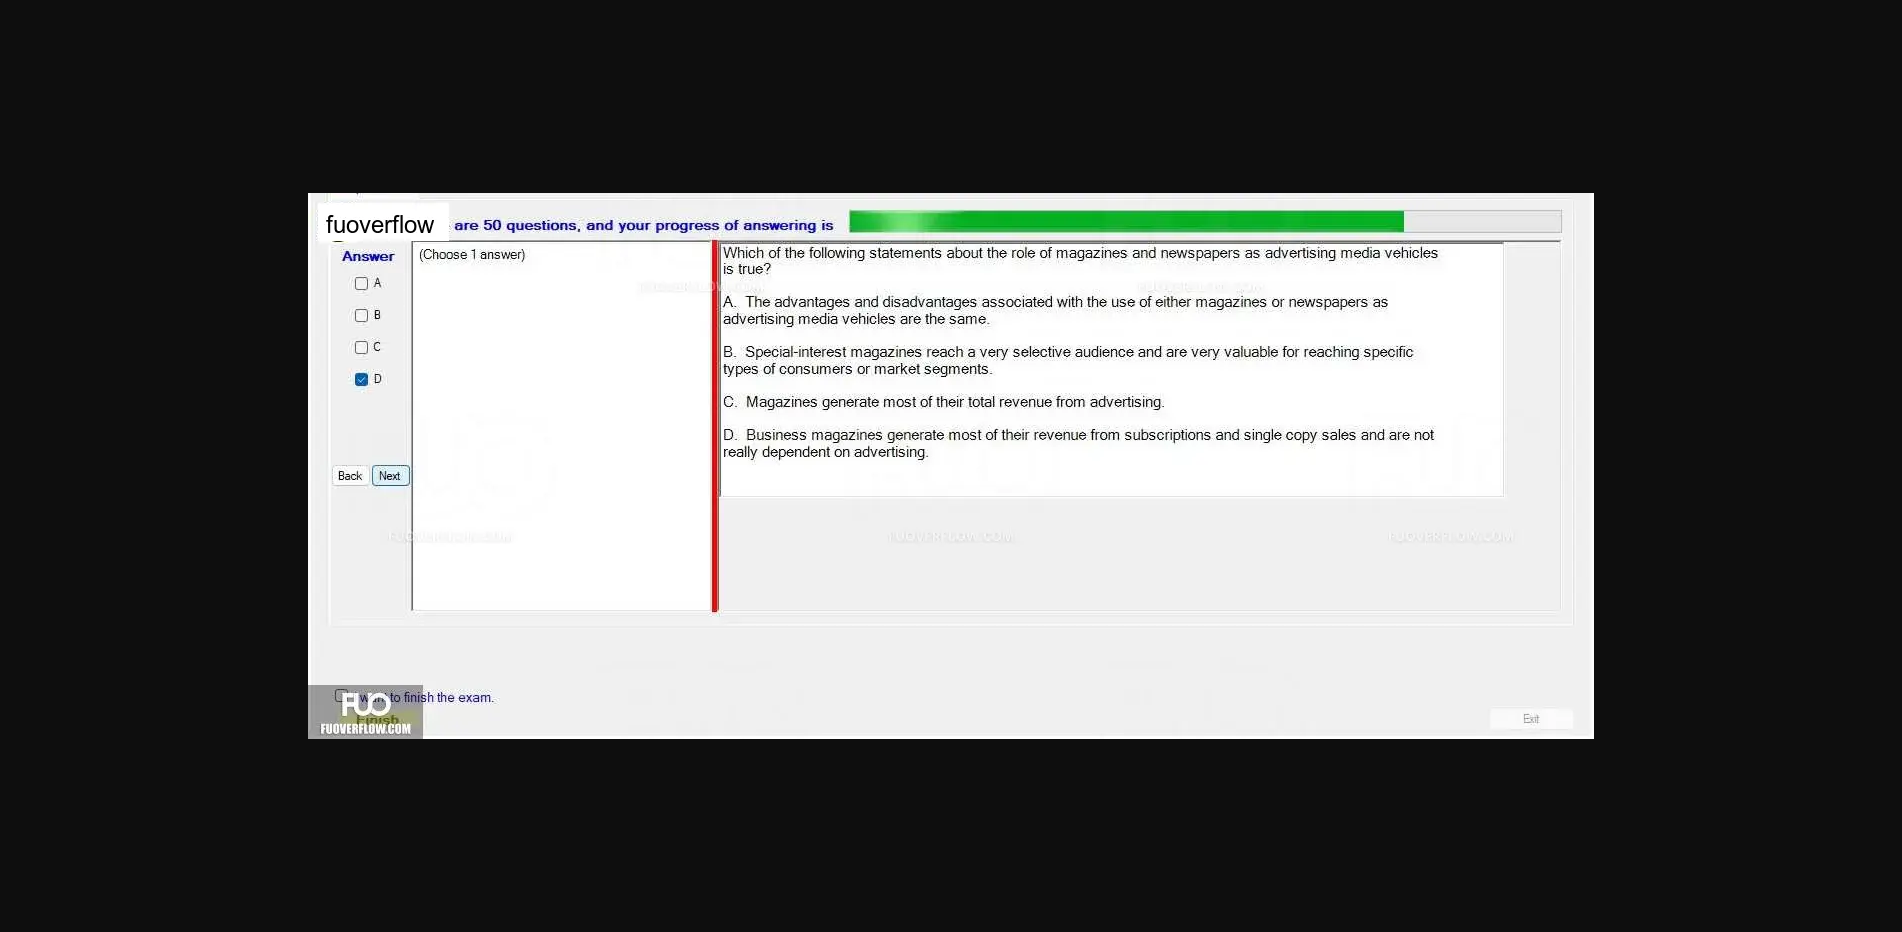 fuoverflow
are 50 questions, and your progress of answering is
Answer
(Choose 1 answer)
A
B
C
D
Back
Next
Which of the following statements about the role of magazines and newspapers as advertising media vehicles
is true?
A. The advantages and disadvantages associated with the use of either magazines or newspapers as
advertising media vehicles are the same.
B. Special-interest magazines reach a very selective audience and are very valuable for reaching specific
types of consumers or market segments.
C. Magazines generate most of their total revenue from advertising.
D. Business magazines generate most of their revenue from subscriptions and single copy sales and are not
really dependent on advertising.
FUOVERFLOW.COM
FUOVERFLOW.COM
FUOVERFLOW.COM
to finish the exam.
FUO
Finish
FUOVERFLOW.COM
Exit